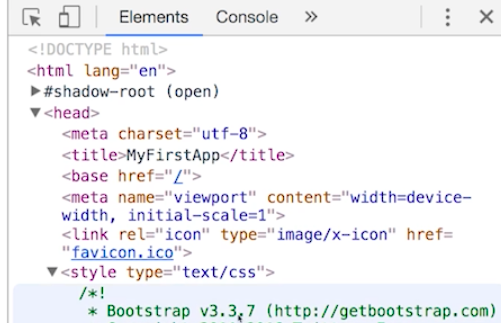 Elements Console »
<!DOCTYPE html>
<html lang="en">
▶#shadow-root (open)
▼<head>
<meta charset="utf-8">
<title>MyFirstApp</title>
<base href="/">
<meta name="viewport" content="width=device-
width, initial-scale=1">
<link rel="icon" type="image/x-icon" href=
"favicon.ico">
▼<style type="text/css">
/*!
* Bootstrap v3.3.7 (http://getbootstrap.com)